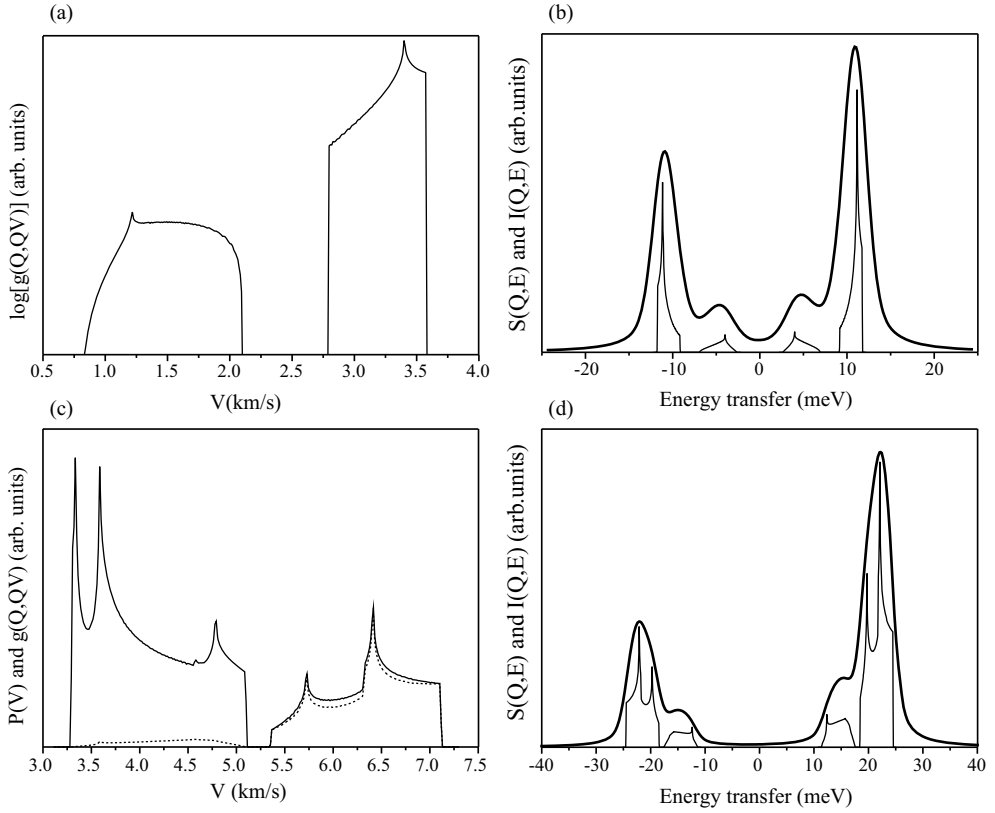 (a)
log[g(Q,QV)] (arb. units)
0.5 1.0 1.5 2.0 2.5 3.0 3.5 4.0
V(km/s)
(b)
S(Q,E) and I(Q,E) (arb.units)
-20 -10 0 10 20
Energy transfer (meV)
(c)
P(V) and g(Q,QV) (arb. units)
3.0 3.5 4.0 4.5 5.0 5.5 6.0 6.5 7.0 7.5
V (km/s)
(d)
S(Q,E) and I(Q,E) (arb.units)
-40 -30 -20 -10 0 10 20 30 40
Energy transfer (meV)